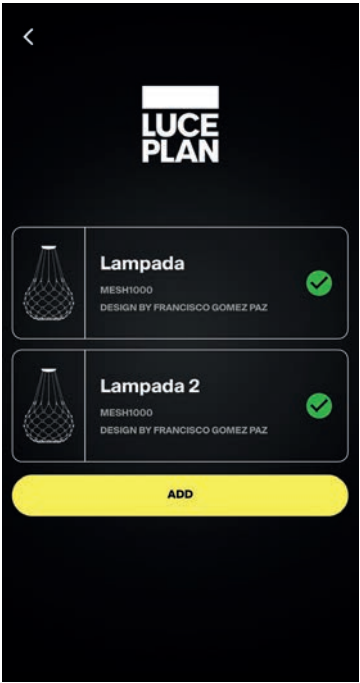 LUCE
PLAN
Lampada
MESH1000
DESIGN BY FRANCISCO GOMEZ PAZ
Lampada 2
MESH1000
DESIGN BY FRANCISCO GOMEZ PAZ
ADD